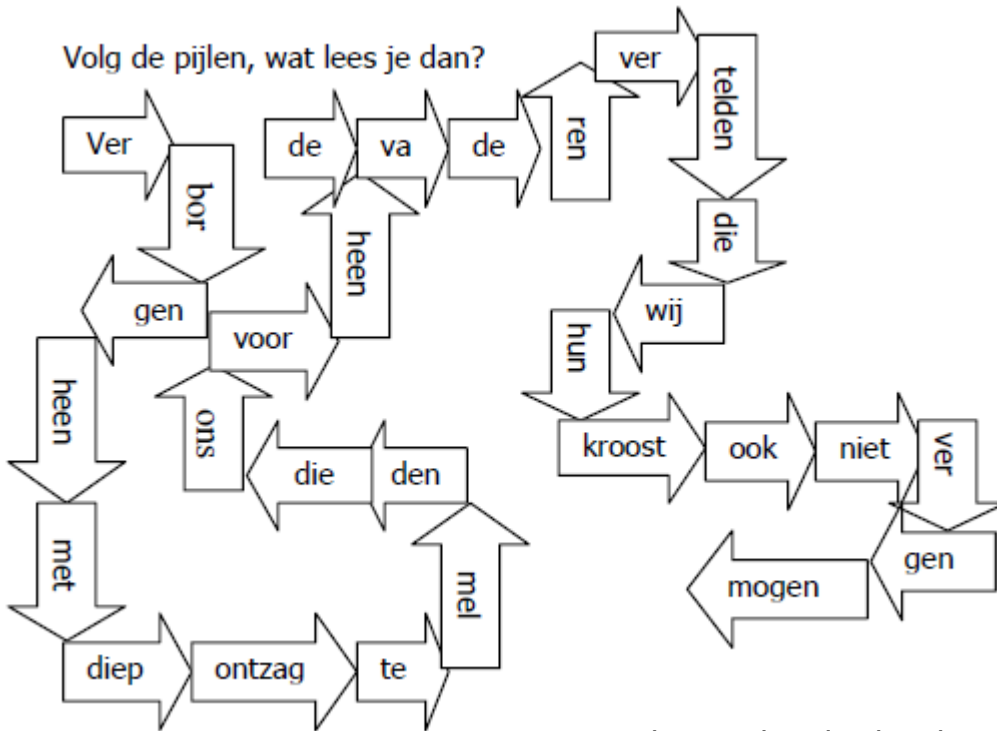 Volg de pijlen, wat lees je dan?
Ver
bor
gen
heen
met
diep
ontzag
te
mel
den
die
ons
voor
heen
de
va
de
ren
ver
telden
die
wij
hun
kroost
ook
niet
ver
gen
mogen